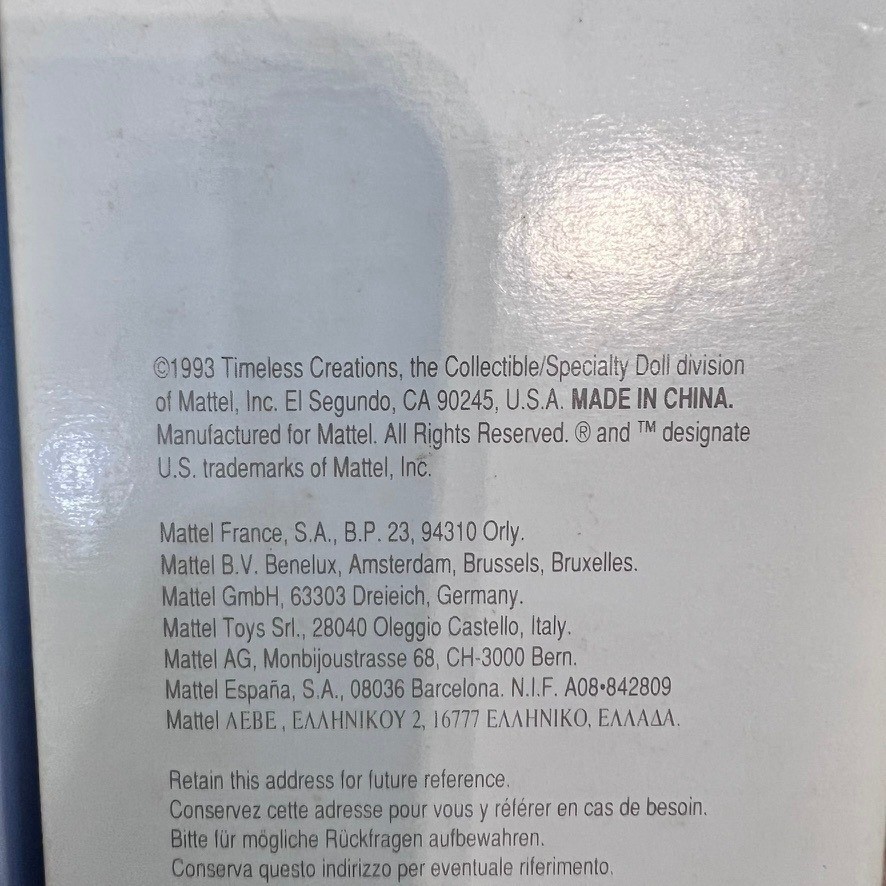 ©1993 Timeless Creations, the Collectible/Specialty Doll division
of Mattel, Inc. El Segundo, CA 90245, U.S.A. MADE IN CHINA.
Manufactured for Mattel. All Rights Reserved. ® and ™ designate
U.S. trademarks of Mattel, Inc.
Mattel France, S.A., B.P. 23, 94310 Orly.
Mattel B.V. Benelux, Amsterdam, Brussels, Bruxelles.
Mattel GmbH, 63303 Dreieich, Germany.
Mattel Toys Srl., 28040 Oleggio Castello, Italy.
Mattel AG, Monbijoustrasse 68, CH-3000 Bern.
Mattel España, S.A., 08036 Barcelona. N.I.F. A08•842809
Mattel ΛΕΒΕ, ΕΛΛΗΝΙΚΟΥ 2, 16777 ΕΛΛΗΝΙΚΟ, ΕΛΛΑΔΑ.
Retain this address for future reference.
Conservez cette adresse pour vous y référer en cas de besoin.
Bitte für mögliche Rückfragen aufbewahren.
Conserva questo indirizzo per eventuale riferimento.